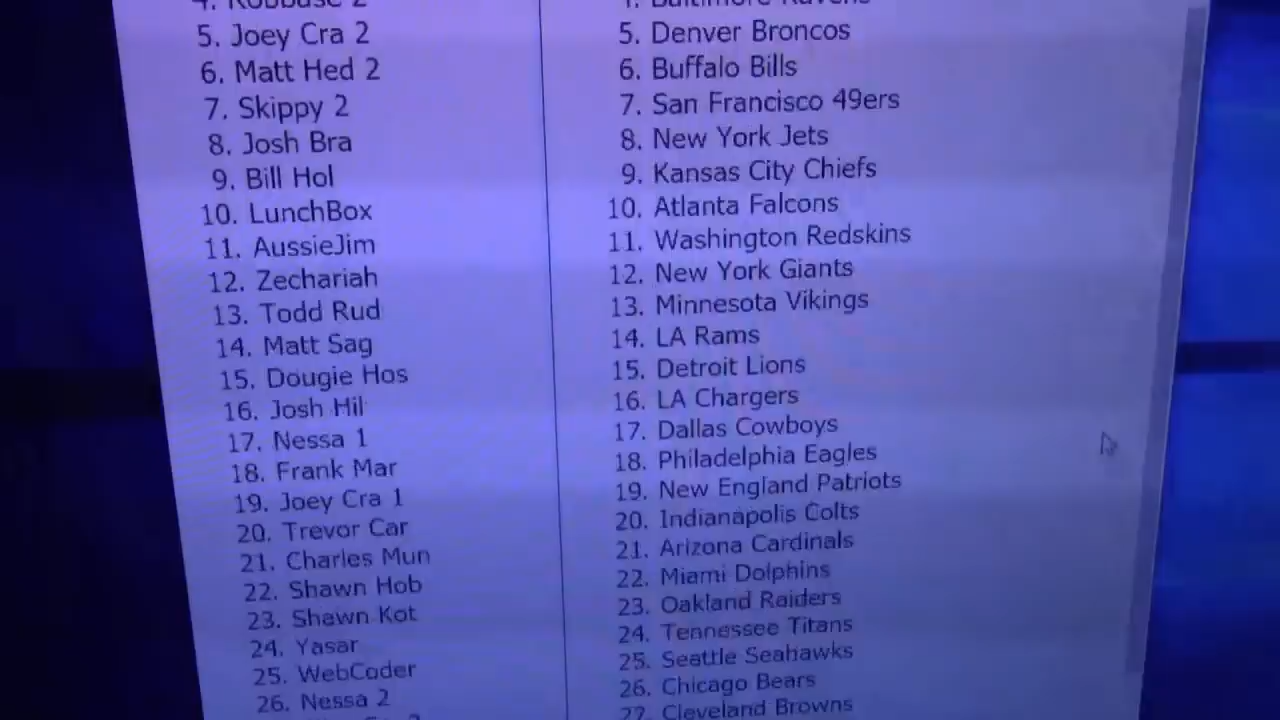 4. Robbase 2
5. Joey Cra 2
6. Matt Hed 2
7. Skippy 2
8. Josh Bra
9. Bill Hol
10. LunchBox
11. AussieJim
12. Zechariah
13. Todd Rud
14. Matt Sag
15. Dougie Hos
16. Josh Hil
17. Nessa 1
18. Frank Mar
19. Joey Cra 1
20. Trevor Car
21. Charles Mun
22. Shawn Hob
23. Shawn Kot
24. Yasar
25. WebCoder
26. Nessa 2
4. Baltimore Ravens
5. Denver Broncos
6. Buffalo Bills
7. San Francisco 49ers
8. New York Jets
9. Kansas City Chiefs
10. Atlanta Falcons
11. Washington Redskins
12. New York Giants
13. Minnesota Vikings
14. LA Rams
15. Detroit Lions
16. LA Chargers
17. Dallas Cowboys
18. Philadelphia Eagles
19. New England Patriots
20. Indianapolis Colts
21. Arizona Cardinals
22. Miami Dolphins
23. Oakland Raiders
24. Tennessee Titans
25. Seattle Seahawks
26. Chicago Bears
27. Cleveland Browns